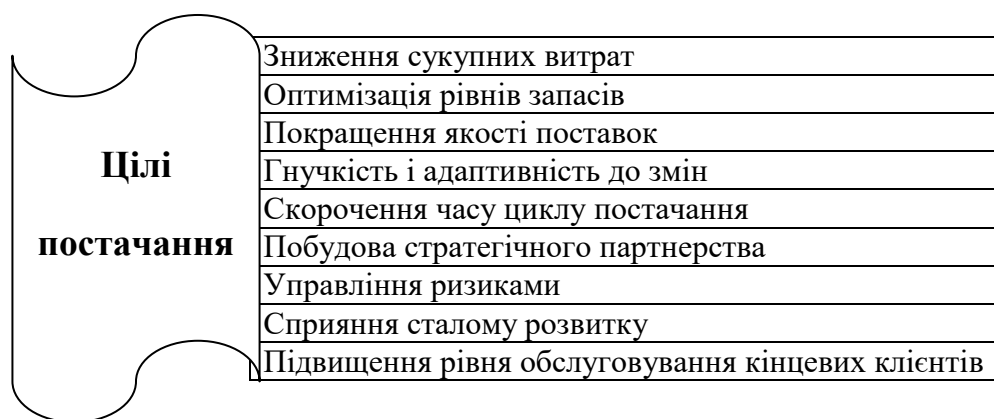 Цілі
постачання
Зниження сукупних витрат
Оптимізація рівнів запасів
Покращення якості поставок
Гнучкість і адаптивність до змін
Скорочення часу циклу постачання
Побудова стратегічного партнерства
Управління ризиками
Сприяння сталому розвитку
Підвищення рівня обслуговування кінцевих клієнтів